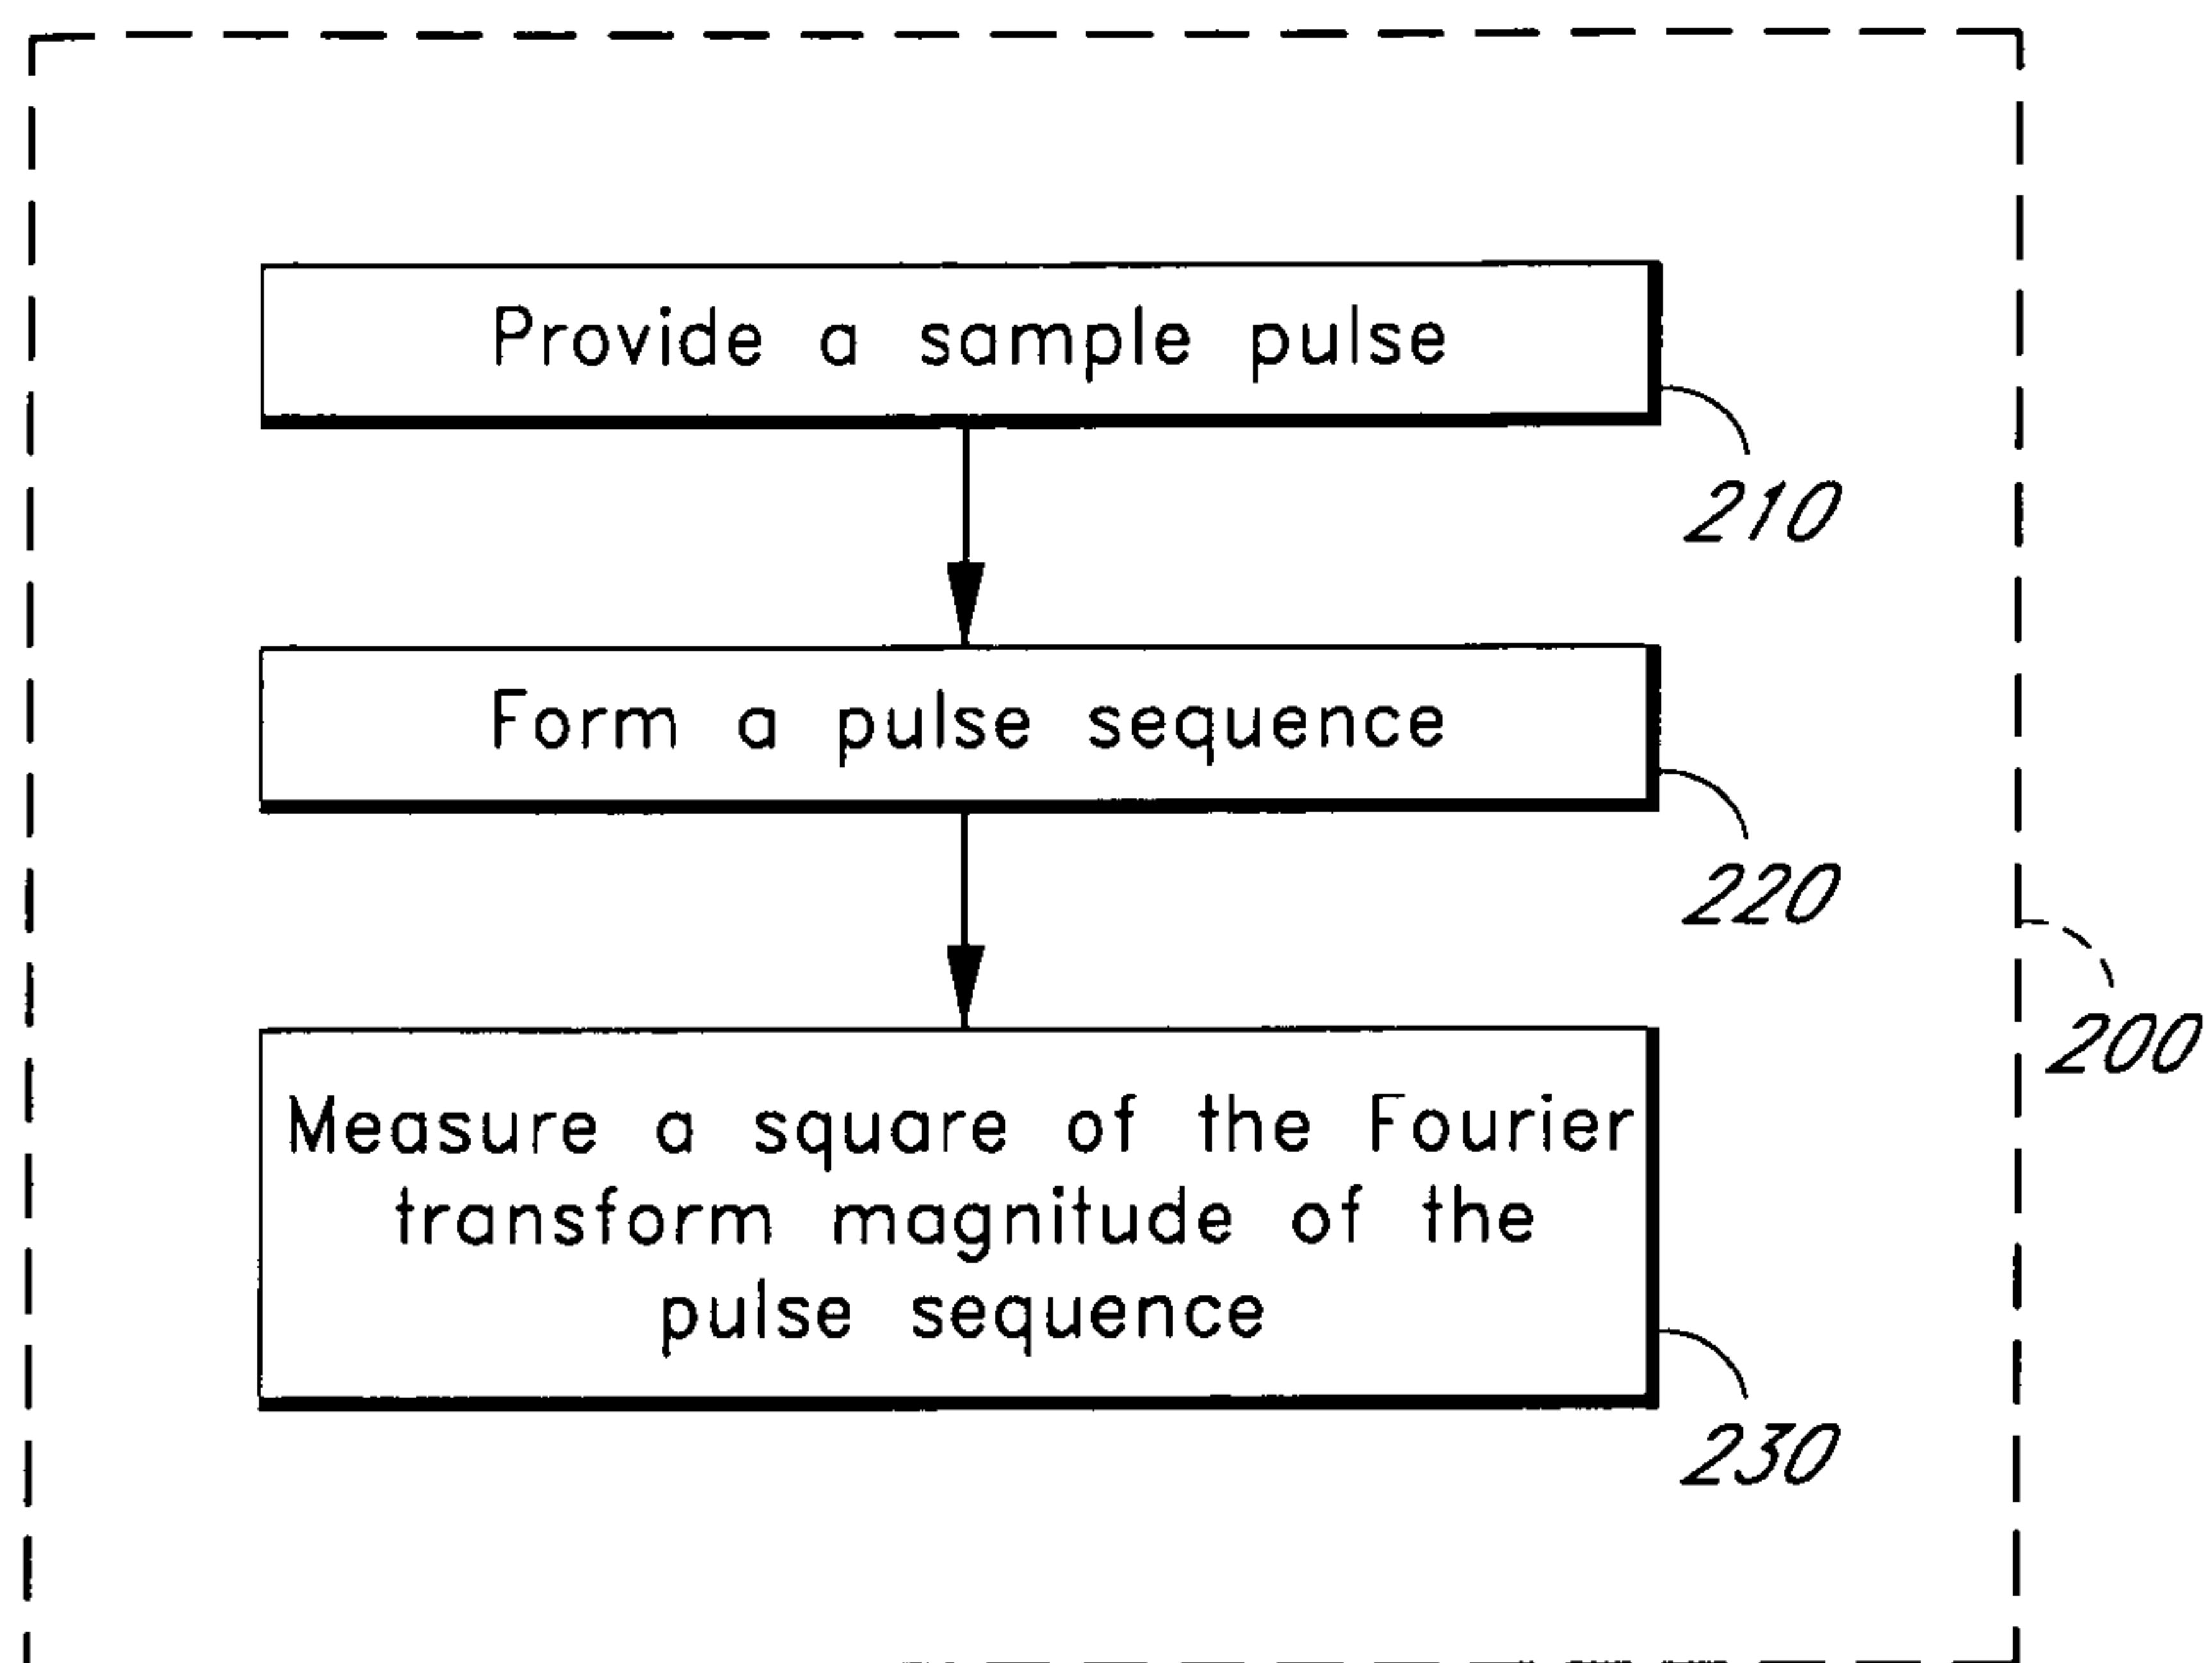 Provide a sample pulse
210
Form a pulse sequence
220
200
Measure a square of the Fourier
transform magnitude of the
pulse sequence
230